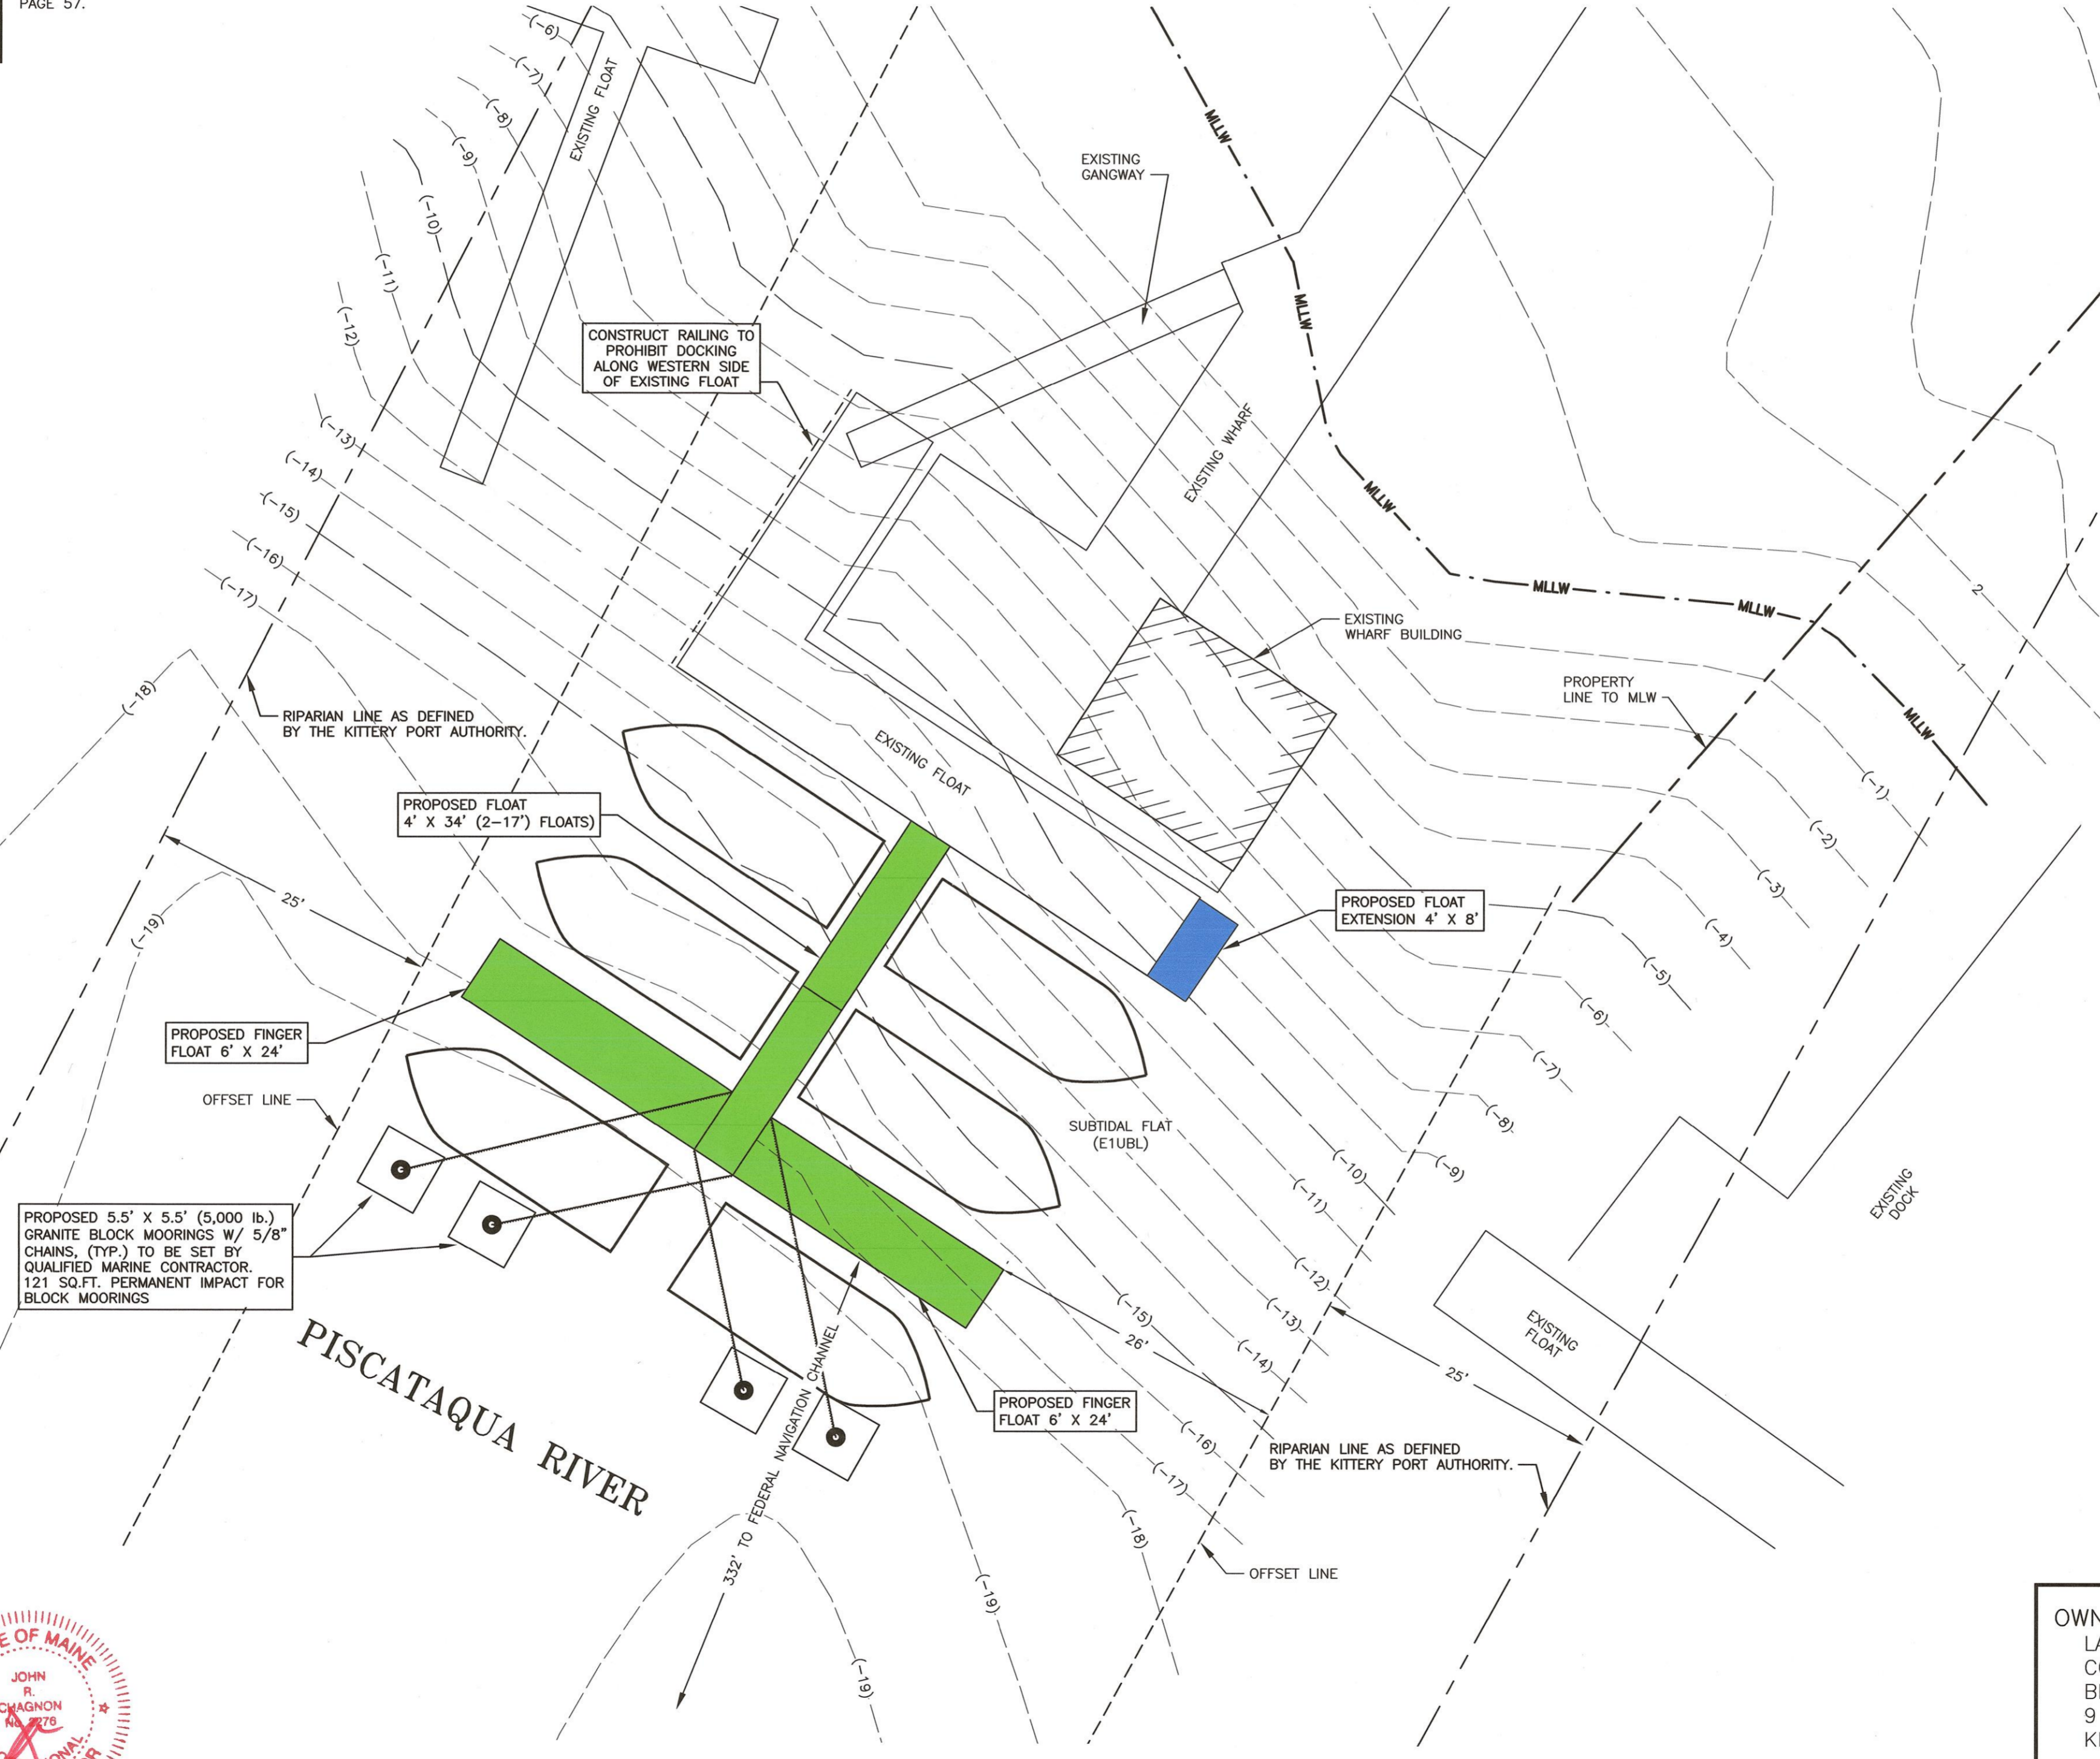 PAGE 57.
(-6)
(-7)
(-8)
(-9)
(-10)
(-11)
(-12)
(-13)
(-14)
(-15)
(-16)
(-17)
(-18)
(-19)
EXISTING FLOAT
MLLW
EXISTING
GANGWAY
MLLW
CONSTRUCT RAILING TO
PROHIBIT DOCKING
ALONG WESTERN SIDE
OF EXISTING FLOAT
EXISTING WHARF
MLLW
MLLW
MLLW
2
1
EXISTING
WHARF BUILDING
PROPERTY
LINE TO MLW
MLLW
RIPARIAN LINE AS DEFINED
BY THE KITTERY PORT AUTHORITY.
EXISTING FLOAT
PROPOSED FLOAT
4' X 34' (2-17') FLOATS)
25'
PROPOSED FLOAT
EXTENSION 4' X 8'
(-1)
(-2)
(-3)
(-4)
(-5)
(-6)
(-7)
(-8)
(-9)
(-10)
(-11)
(-12)
(-13)
(-14)
(-15)
(-16)
(-17)
(-18)
(-19)
(-19)
PROPOSED FINGER
FLOAT 6' X 24'
OFFSET LINE
SUBTIDAL FLAT
(E1UBL)
EXISTING
DOCK
PROPOSED 5.5' X 5.5' (5,000 lb.)
GRANITE BLOCK MOORINGS W/ 5/8"
CHAINS, (TYP.) TO BE SET BY
QUALIFIED MARINE CONTRACTOR.
121 SQ.FT. PERMANENT IMPACT FOR
BLOCK MOORINGS
C
C
C
C
26'
25'
EXISTING
FLOAT
PISCATAQUA RIVER
332' TO FEDERAL NAVIGATION CHANNEL
PROPOSED FINGER
FLOAT 6' X 24'
RIPARIAN LINE AS DEFINED
BY THE KITTERY PORT AUTHORITY.
OFFSET LINE
E OF MAINE
JOHN
R.
CHAGNON
No.
OWN
LA
CO
B
9
K